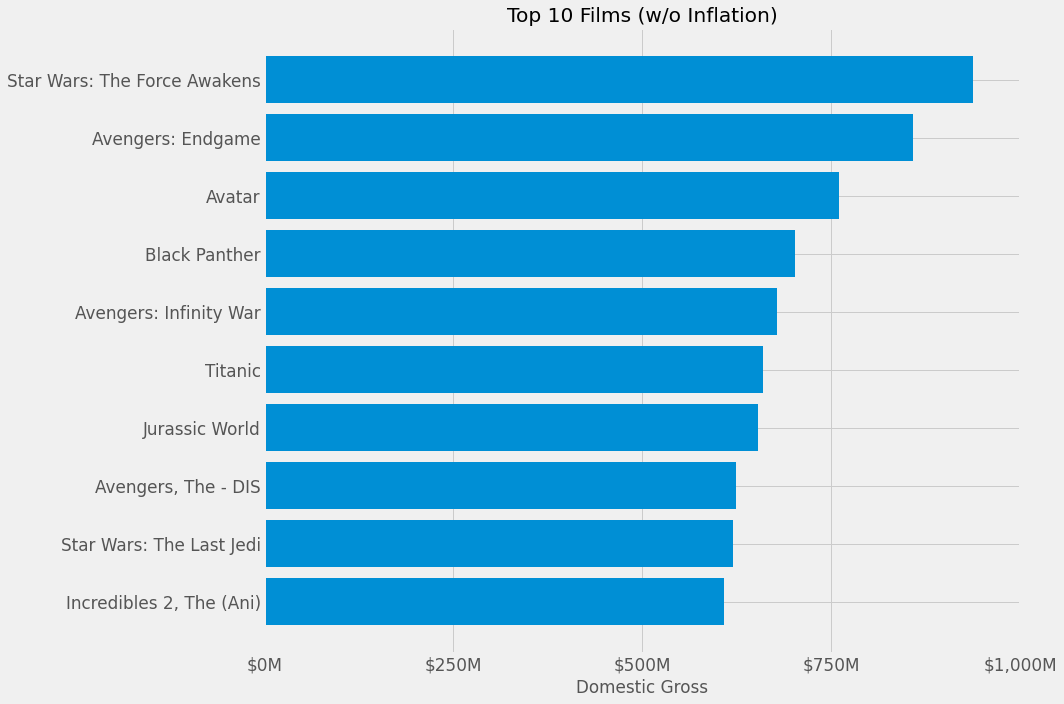 Top 10 Films (w/o Inflation)
Star Wars: The Force Awakens
Avengers: Endgame
Avatar
Black Panther
Avengers: Infinity War
Titanic
Jurassic World
Avengers, The - DIS
Star Wars: The Last Jedi
Incredibles 2, The (Ani)
$0M $250M $500M $750M $1,000M
Domestic Gross